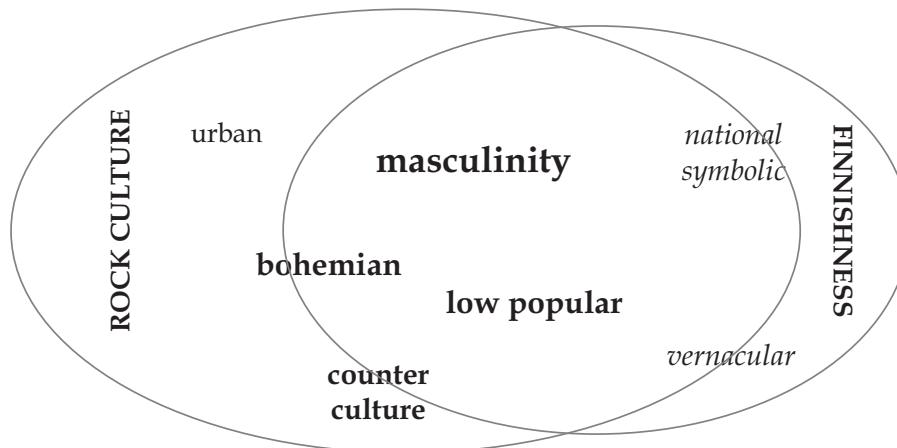 ROCK CULTURE
urban
masculinity
national
symbolic
FINNISHNESS
bohemian
low popular
vernacular
counter
culture